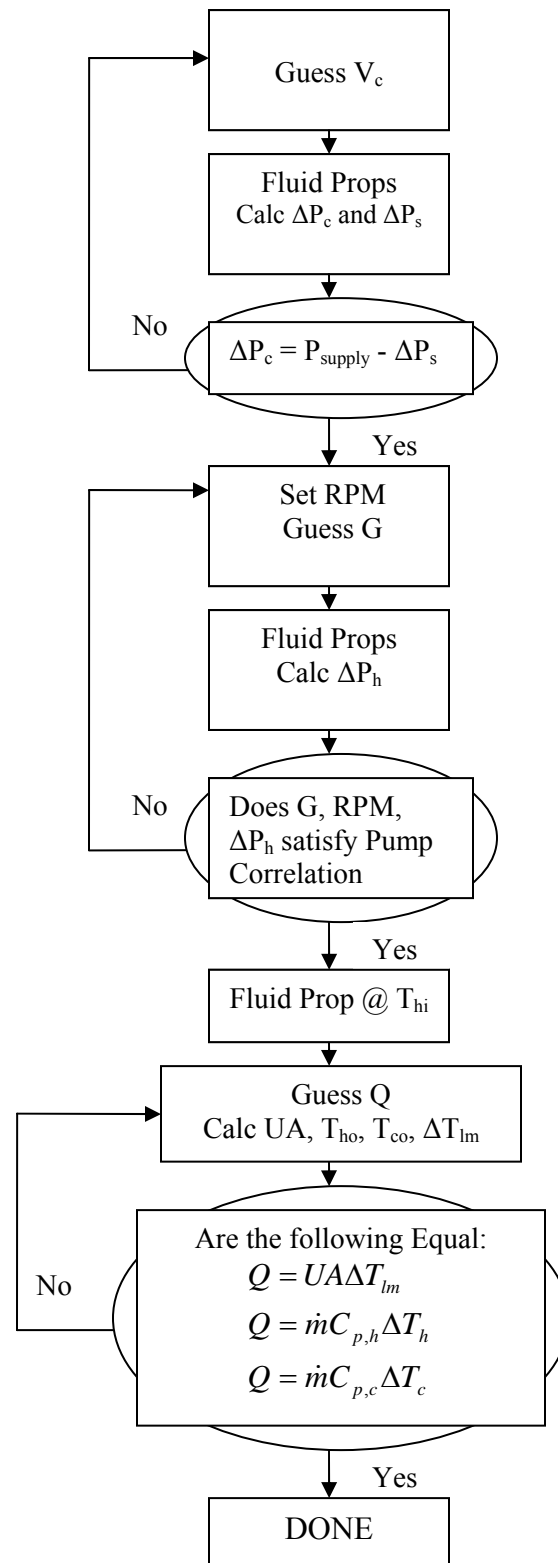 Guess V_c
Fluid Props
Calc ΔP_c and ΔP_s
No
ΔP_c = P_supply - ΔP_s
Yes
Set RPM
Guess G
Fluid Props
Calc ΔP_h
No
Does G, RPM,
ΔP_h satisfy Pump
Correlation
Yes
Fluid Prop @ T_hi
Guess Q
Calc UA, T_ho, T_co, ΔT_lm
Are the following Equal:
No
Q = UAΔT_lm
Q = ṁC_p,h ΔT_h
Q = ṁC_p,c ΔT_c
Yes
DONE